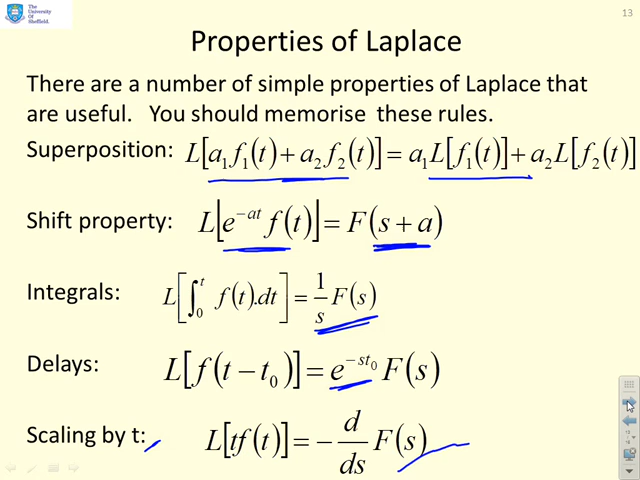 The
University
Of
Sheffield.
13
Properties of Laplace
There are a number of simple properties of Laplace that
are useful. You should memorise these rules.
Superposition: L[a₁f₁(t) + a₂f₂(t)] = a₁L[f₁(t)] + a₂L[f₂(t)]
Shift property: L[e^{-at} f(t)] = F(s + a)
Integrals: L[∫₀ᵗ f(t).dt] = 1/s F(s)
Delays: L[f(t − t₀)] = e^{-st₀} F(s)
Scaling by t: L[tf(t)] = − d/ds F(s)